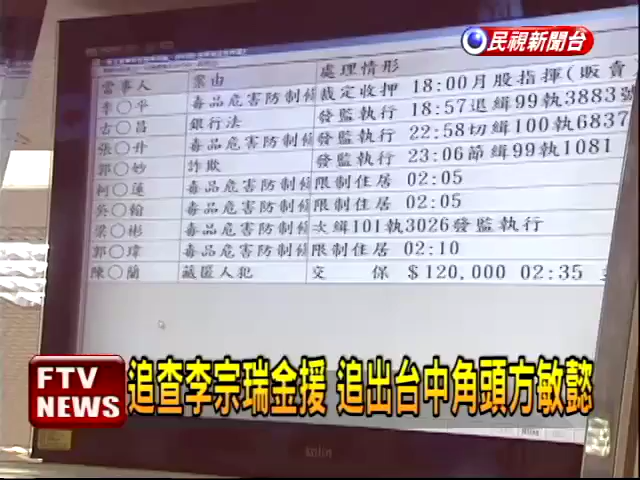 民視新聞台
當事人 案由 處理情形
李○平 毒品危害防制條 裁定收押 18:00月股指揮(販賣
古○昌 銀行法 發監執行 18:57退緝99執3883號
張○升 毒品危害防制條 發監執行 22:58切緝100執6837
郭○妙 詐欺 發監執行 23:06節緝99執1081
柯○蓮 毒品危害防制條 限制住居 02:05
吳○翰 毒品危害防制條 限制住居 02:05
梁○彬 毒品危害防制條 次緝101執3026發監執行
郭○瑋 毒品危害防制條 限制住居 02:10
陳○蘭 藏匿人犯 交 保 $120,000 02:35
FTV NEWS
追查李宗瑞金援 追出台中角頭方敏懿